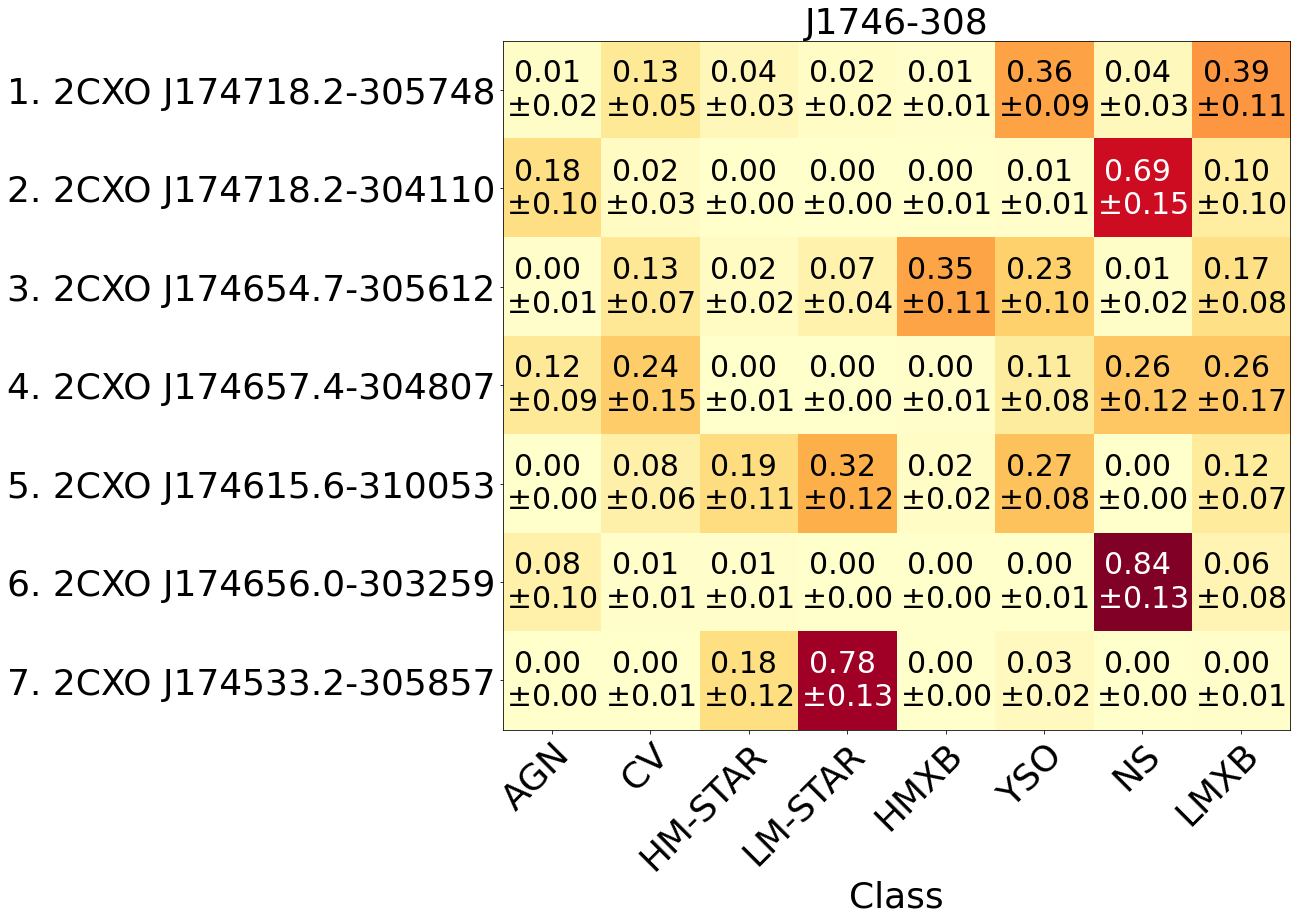 J1746-308
1. 2CXO J174718.2-305748
0.01 0.13 0.04 0.02 0.01 0.36 0.04 0.39
±0.02 ±0.05 ±0.03 ±0.02 ±0.01 ±0.09 ±0.03 ±0.11
2. 2CXO J174718.2-304110
0.18 0.02 0.00 0.00 0.00 0.01 0.69 0.10
±0.10 ±0.03 ±0.00 ±0.00 ±0.01 ±0.01 ±0.15 ±0.10
3. 2CXO J174654.7-305612
0.00 0.13 0.02 0.07 0.35 0.23 0.01 0.17
±0.01 ±0.07 ±0.02 ±0.04 ±0.11 ±0.10 ±0.02 ±0.08
4. 2CXO J174657.4-304807
0.12 0.24 0.00 0.00 0.00 0.11 0.26 0.26
±0.09 ±0.15 ±0.01 ±0.00 ±0.01 ±0.08 ±0.12 ±0.17
5. 2CXO J174615.6-310053
0.00 0.08 0.19 0.32 0.02 0.27 0.00 0.12
±0.00 ±0.06 ±0.11 ±0.12 ±0.02 ±0.08 ±0.00 ±0.07
6. 2CXO J174656.0-303259
0.08 0.01 0.01 0.00 0.00 0.00 0.84 0.06
±0.10 ±0.01 ±0.01 ±0.00 ±0.00 ±0.01 ±0.13 ±0.08
7. 2CXO J174533.2-305857
0.00 0.00 0.18 0.78 0.00 0.03 0.00 0.00
±0.00 ±0.01 ±0.12 ±0.13 ±0.00 ±0.02 ±0.00 ±0.01
AGN CV HM-STAR LM-STAR HMXB YSO NS LMXB
Class